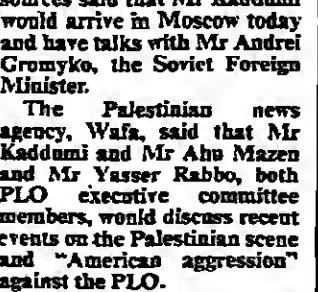 sources said that Mr Kaddumi
would arrive in Moscow today
and have talks with Mr Andrei
Gromyko, the Soviet Foreign
Minister.
The Palestinian news
agency, Wafa, said that Mr
Kaddumi and Mr Abu Mazen
and Mr Yasser Rabbo, both
PLO executive committee
members, would discuss recent
events on the Palestinian scene
and "American aggression"
against the PLO.